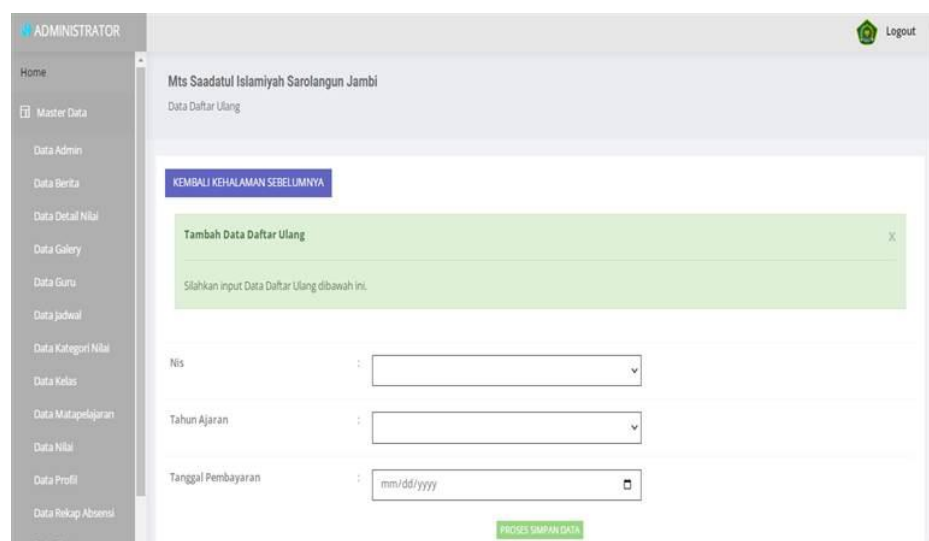 ADMINISTRATOR
Logout
Home
Master Data
Data Admin
Data Berita
Data Detail Nilai
Data Galery
Data Guru
Data Jadwal
Data Kategori Nilai
Data Kelas
Data Matapelajaran
Data Nilai
Data Profil
Data Rekap Absensi
Mts Saadatul Islamiyah Sarolangun Jambi
Data Daftar Ulang
KEMBALI KEHALAMAN SEBELUMNYA
Tambah Data Daftar Ulang
X
Silahkan input Data Daftar Ulang dibawah ini.
Nis :
Tahun Ajaran :
Tanggal Pembayaran : mm/dd/yyyy
PROSES SIMPAN DATA